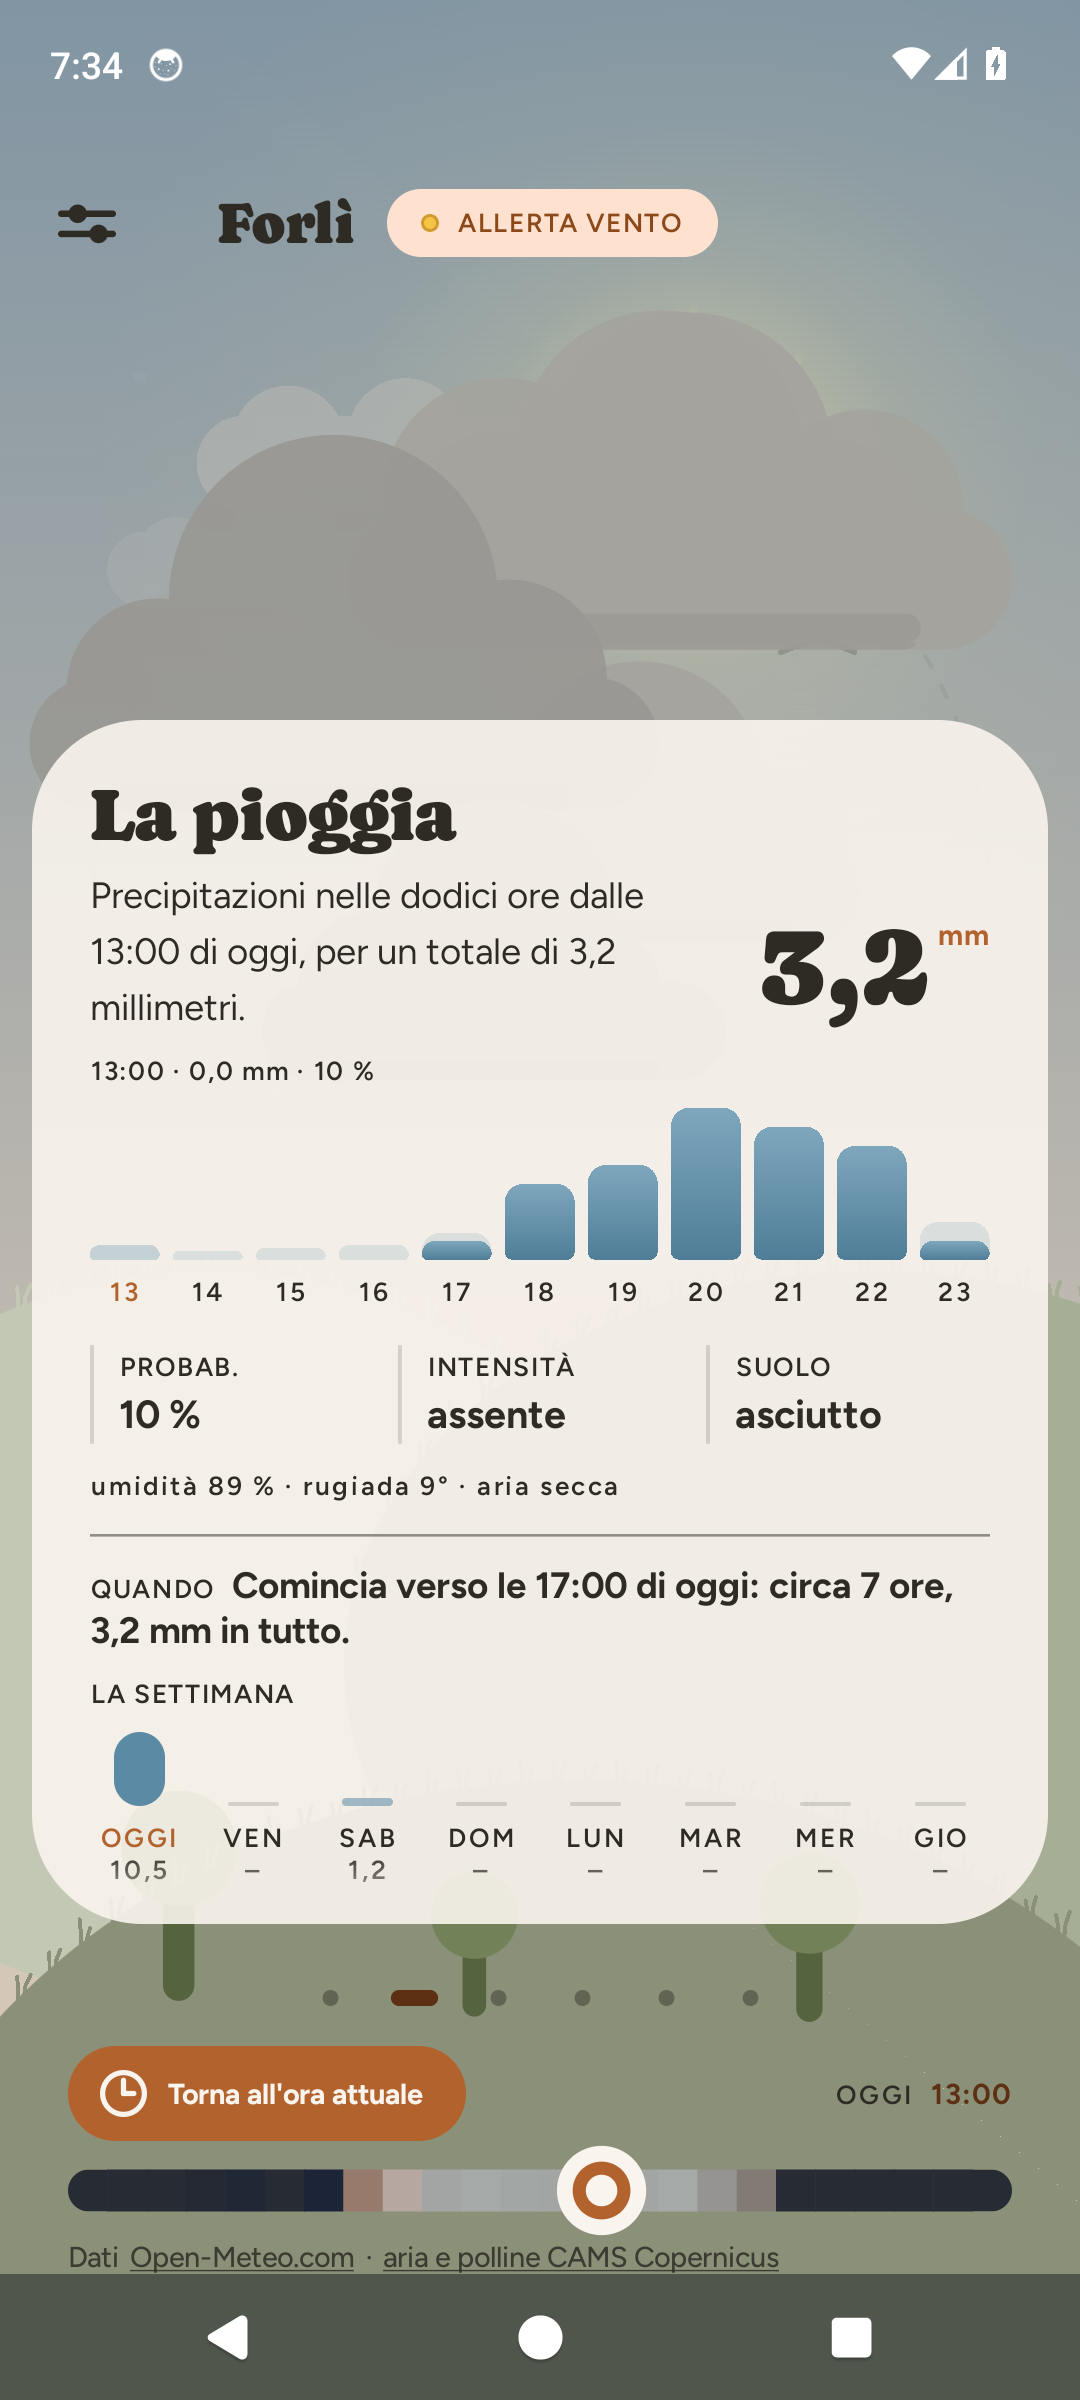 7:34
Forlì
ALLERTA VENTO
La pioggia
Precipitazioni nelle dodici ore dalle
13:00 di oggi, per un totale di 3,2
millimetri.
3,2 mm
13:00 · 0,0 mm · 10 %
13 14 15 16 17 18 19 20 21 22 23
PROBAB. INTENSITÀ SUOLO
10 % assente asciutto
umidità 89 % · rugiada 9° · aria secca
QUANDO Comincia verso le 17:00 di oggi: circa 7 ore,
3,2 mm in tutto.
LA SETTIMANA
OGGI VEN SAB DOM LUN MAR MER GIO
10,5 – 1,2 – – – – –
Torna all'ora attuale
OGGI 13:00
Dati Open-Meteo.com · aria e polline CAMS Copernicus